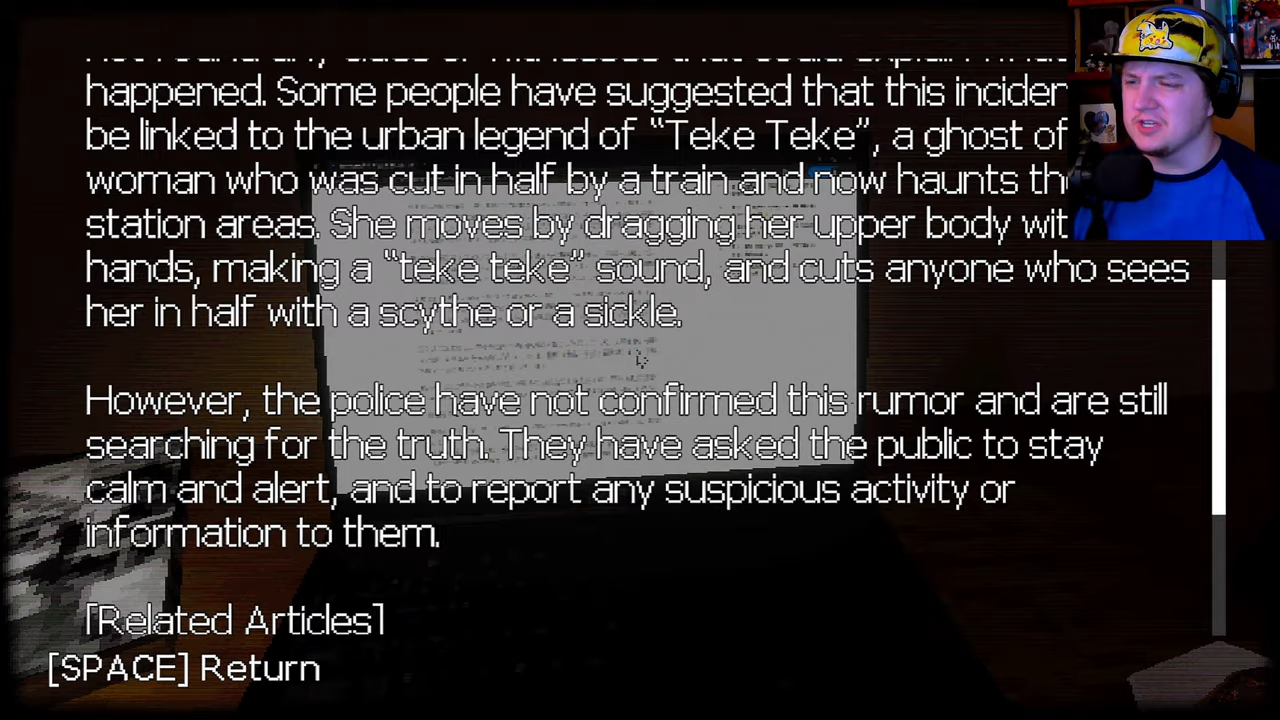 happened. Some people have suggested that this
be linked to the urban legend of “Teke Teke”, a ghost of
woman who was cut in half by a train and now haunts
station areas. She moves by dragging her upper body
hands, making a “teke teke” sound, and cuts anyone who sees
her in half with a scythe or a sickle.
However, the police have not confirmed this rumor and are still
searching for the truth. They have asked the public to stay
calm and alert, and to report any suspicious activity or
information to them.
[Related Articles]
[SPACE] Return